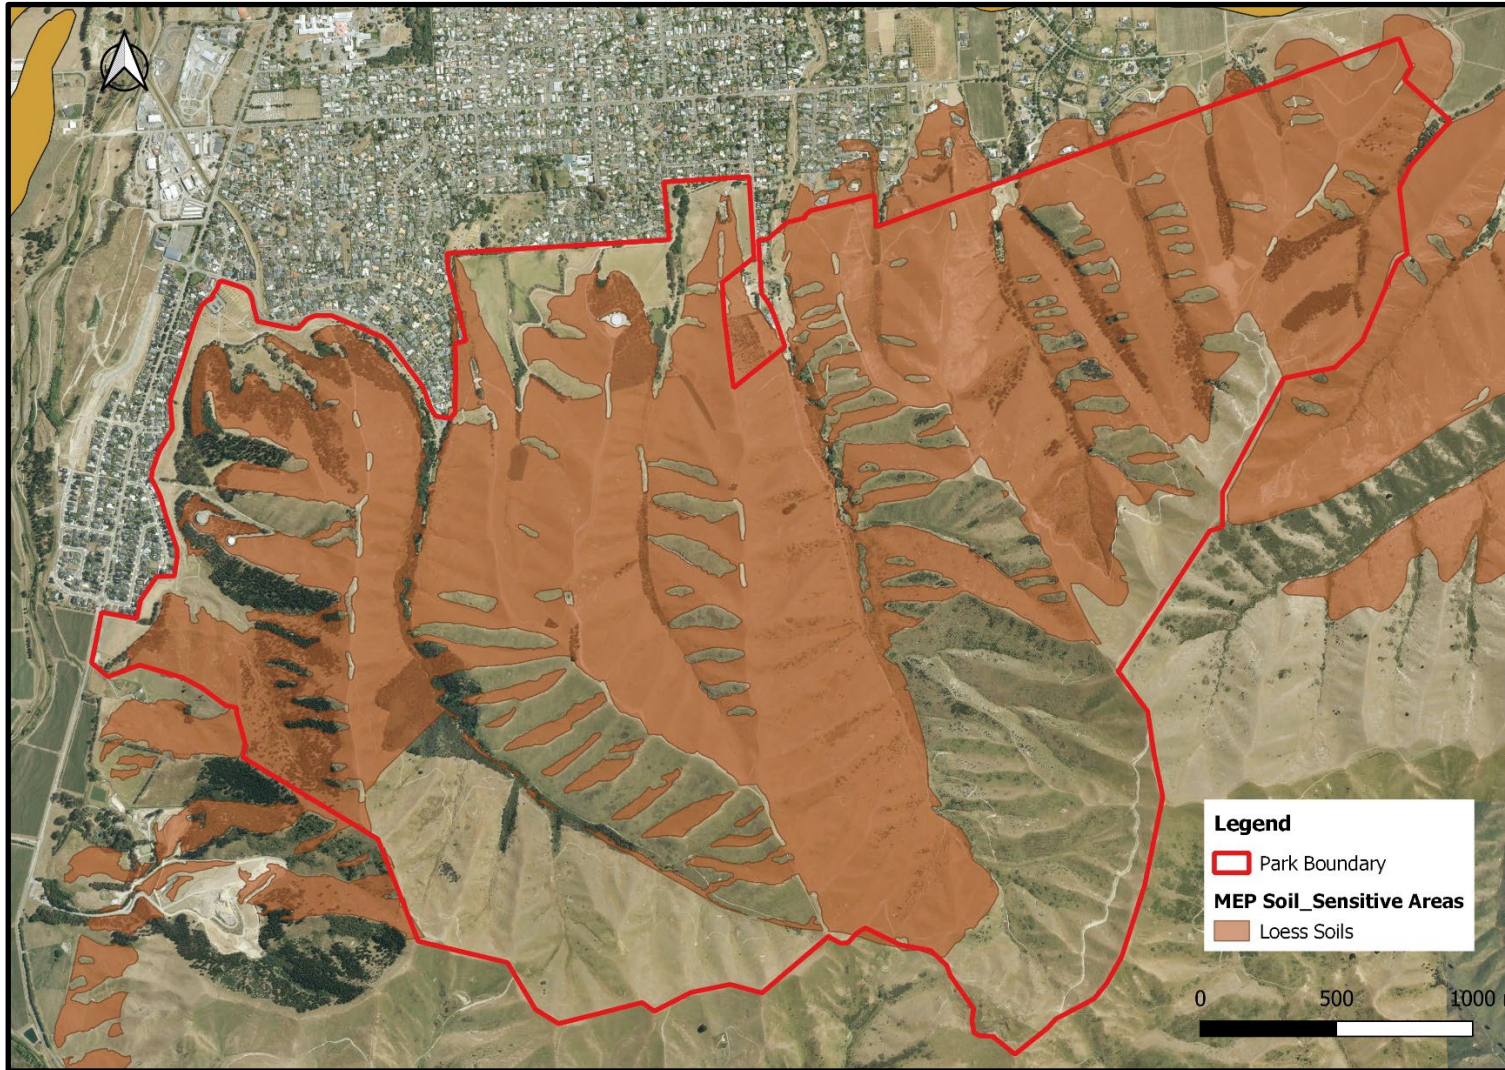 Legend
Park Boundary
MEP Soil_Sensitive Areas
Loess Soils
0 500 1000